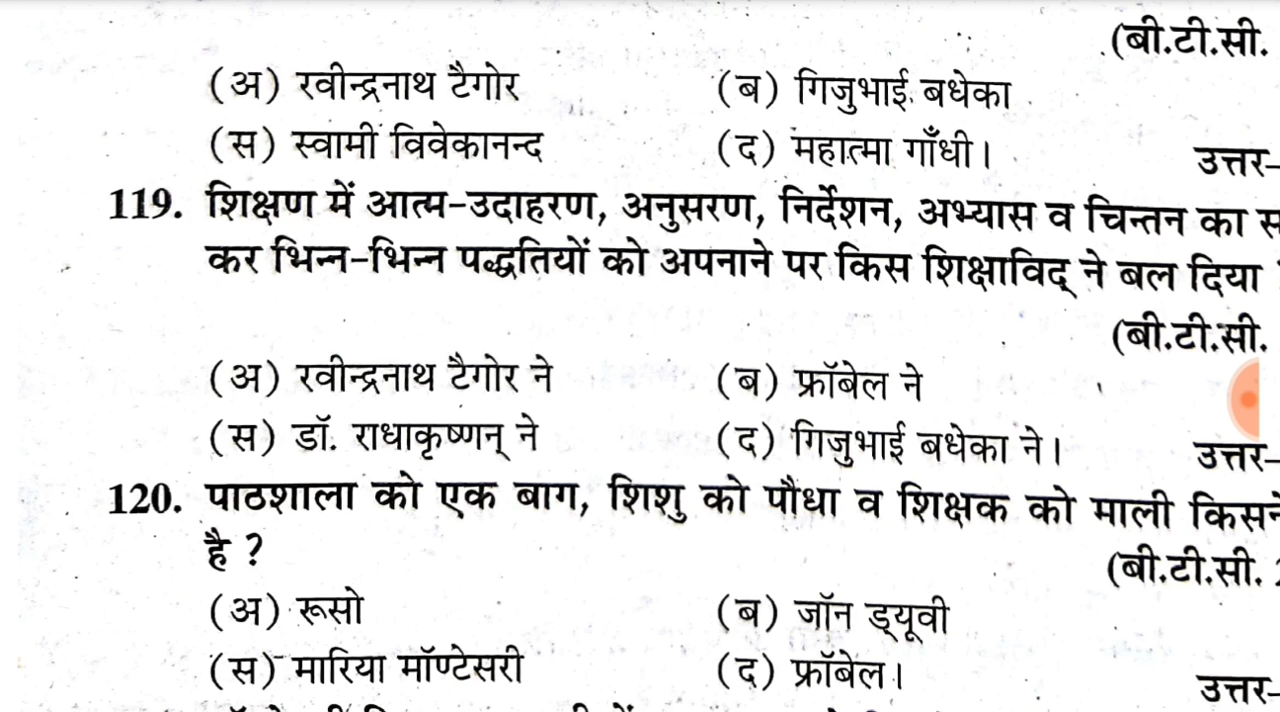 (बी.टी.सी.
(अ) रवीन्द्रनाथ टैगोर (ब) गिजुभाई बधेका
(स) स्वामी विवेकानन्द (द) महात्मा गाँधी। उत्तर–
119. शिक्षण में आत्म-उदाहरण, अनुसरण, निर्देशन, अभ्यास व चिन्तन का स
कर भिन्न-भिन्न पद्धतियों को अपनाने पर किस शिक्षाविद् ने बल दिया
(बी.टी.सी.
(अ) रवीन्द्रनाथ टैगोर ने (ब) फ्रॉबेल ने
(स) डॉ. राधाकृष्णन् ने (द) गिजुभाई बधेका ने। उत्तर–
120. पाठशाला को एक बाग, शिशु को पौधा व शिक्षक को माली किसने
है ?
(बी.टी.सी.
(अ) रूसो (ब) जॉन ड्यूवी
(स) मारिया मॉण्टेसरी (द) फ्रॉबेल। उत्तर–